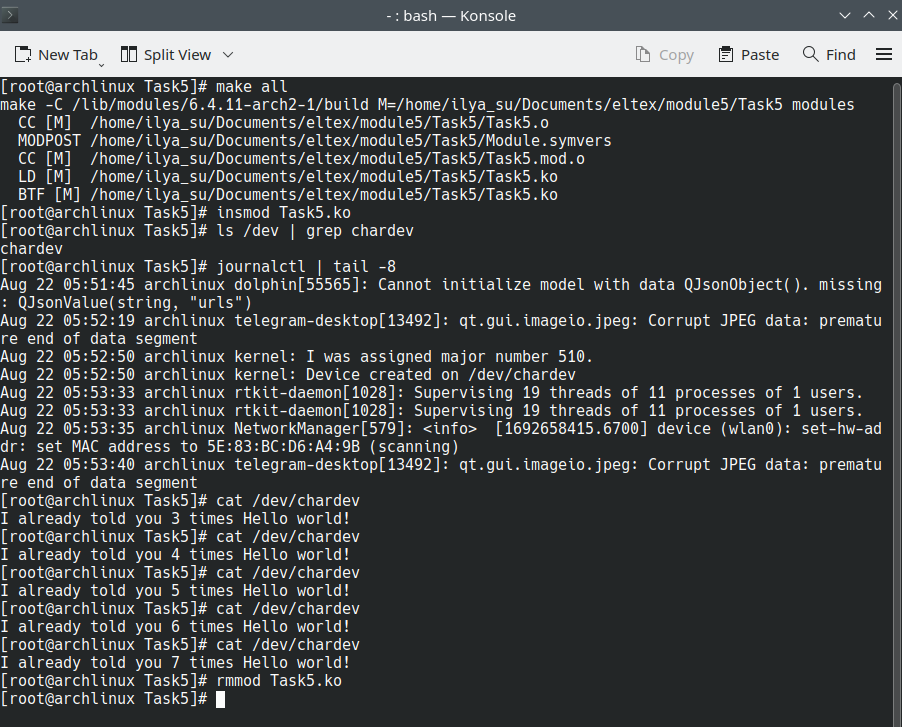 - : bash — Konsole
New Tab Split View Copy Paste Find
[root@archlinux Task5]# make all
make -C /lib/modules/6.4.11-arch2-1/build M=/home/ilya_su/Documents/eltex/module5/Task5 modules
  CC [M]  /home/ilya_su/Documents/eltex/module5/Task5/Task5.o
  MODPOST /home/ilya_su/Documents/eltex/module5/Task5/Module.symvers
  CC [M]  /home/ilya_su/Documents/eltex/module5/Task5/Task5.mod.o
  LD [M]  /home/ilya_su/Documents/eltex/module5/Task5/Task5.ko
  BTF [M] /home/ilya_su/Documents/eltex/module5/Task5/Task5.ko
[root@archlinux Task5]# insmod Task5.ko
[root@archlinux Task5]# ls /dev | grep chardev
chardev
[root@archlinux Task5]# journalctl | tail -8
Aug 22 05:51:45 archlinux dolphin[55565]: Cannot initialize model with data QJsonObject(). missing
: QJsonValue(string, "urls")
Aug 22 05:52:19 archlinux telegram-desktop[13492]: qt.gui.imageio.jpeg: Corrupt JPEG data: prematu
re end of data segment
Aug 22 05:52:50 archlinux kernel: I was assigned major number 510.
Aug 22 05:52:50 archlinux kernel: Device created on /dev/chardev
Aug 22 05:53:33 archlinux rtkit-daemon[1028]: Supervising 19 threads of 11 processes of 1 users.
Aug 22 05:53:33 archlinux rtkit-daemon[1028]: Supervising 19 threads of 11 processes of 1 users.
Aug 22 05:53:35 archlinux NetworkManager[579]: <info>  [1692658415.6700] device (wlan0): set-hw-ad
dr: set MAC address to 5E:83:BC:D6:A4:9B (scanning)
Aug 22 05:53:40 archlinux telegram-desktop[13492]: qt.gui.imageio.jpeg: Corrupt JPEG data: prematu
re end of data segment
[root@archlinux Task5]# cat /dev/chardev
I already told you 3 times Hello world!
[root@archlinux Task5]# cat /dev/chardev
I already told you 4 times Hello world!
[root@archlinux Task5]# cat /dev/chardev
I already told you 5 times Hello world!
[root@archlinux Task5]# cat /dev/chardev
I already told you 6 times Hello world!
[root@archlinux Task5]# cat /dev/chardev
I already told you 7 times Hello world!
[root@archlinux Task5]# rmmod Task5.ko
[root@archlinux Task5]#